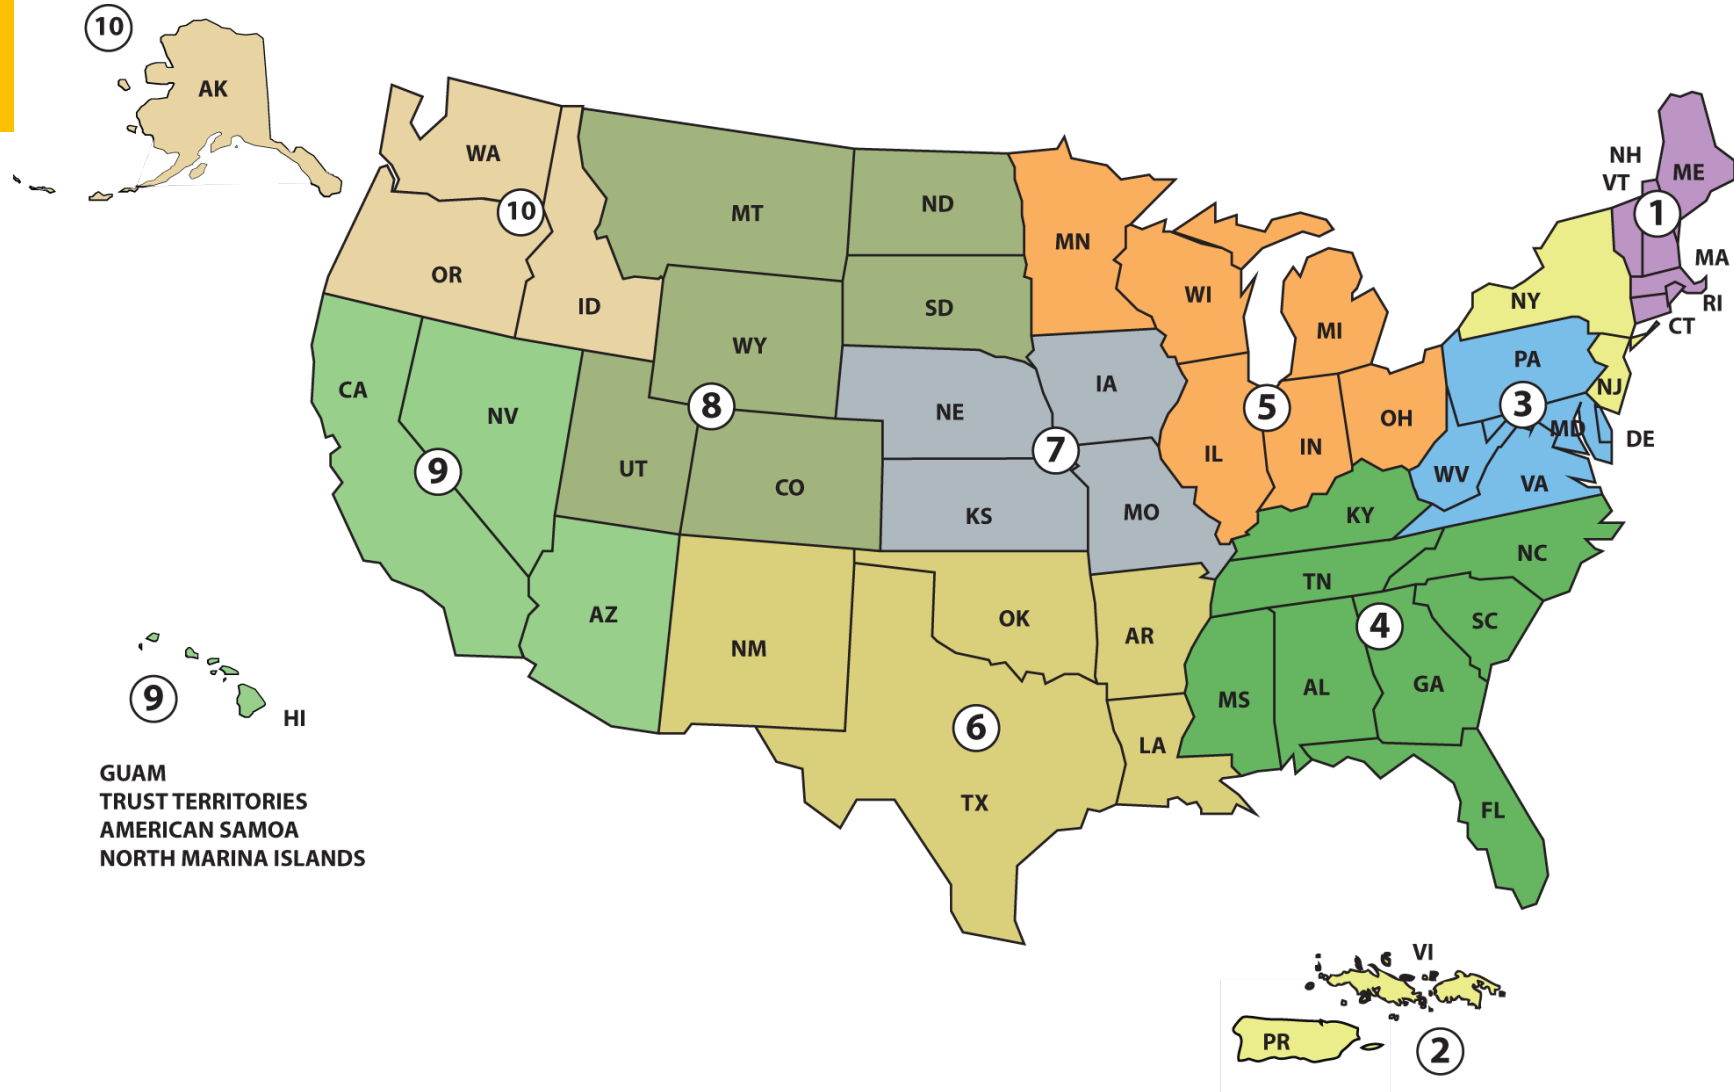 10
AK
WA
10
OR
ID
MT
ND
MN
SD
WY
8
WI
MI
NH
VT
ME
1
MA
RI
CT
NY
PA
NJ
3
MD
DE
WV
VA
CA
NV
9
UT
CO
NE
IA
7
KS
MO
5
IL
IN
OH
KY
NC
TN
4
SC
AZ
NM
OK
AR
6
TX
LA
MS
AL
GA
FL
9
HI
GUAM
TRUST TERRITORIES
AMERICAN SAMOA
NORTH MARINA ISLANDS
VI
PR
2